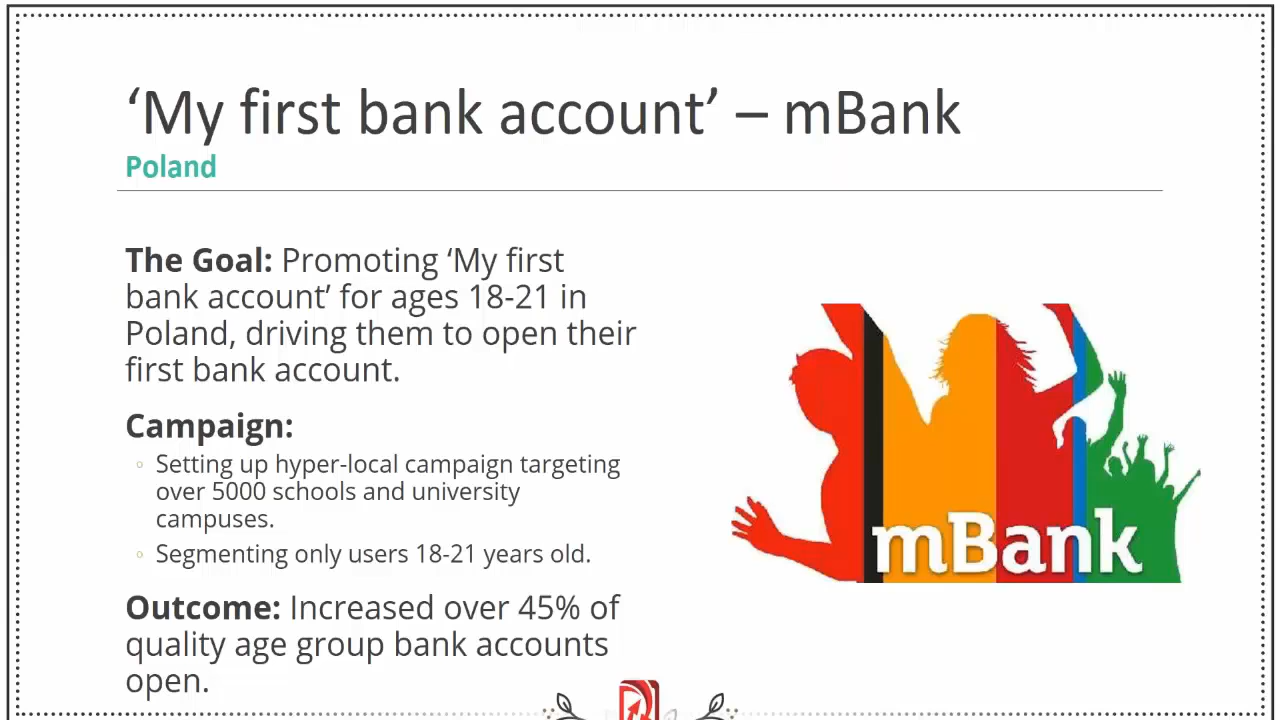 ‘My first bank account’ – mBank
Poland
The Goal: Promoting ‘My first
bank account’ for ages 18-21 in
Poland, driving them to open their
first bank account.
Campaign:
◦ Setting up hyper-local campaign targeting
over 5000 schools and university
campuses.
◦ Segmenting only users 18-21 years old.
Outcome: Increased over 45% of
quality age group bank accounts
open.
mBank